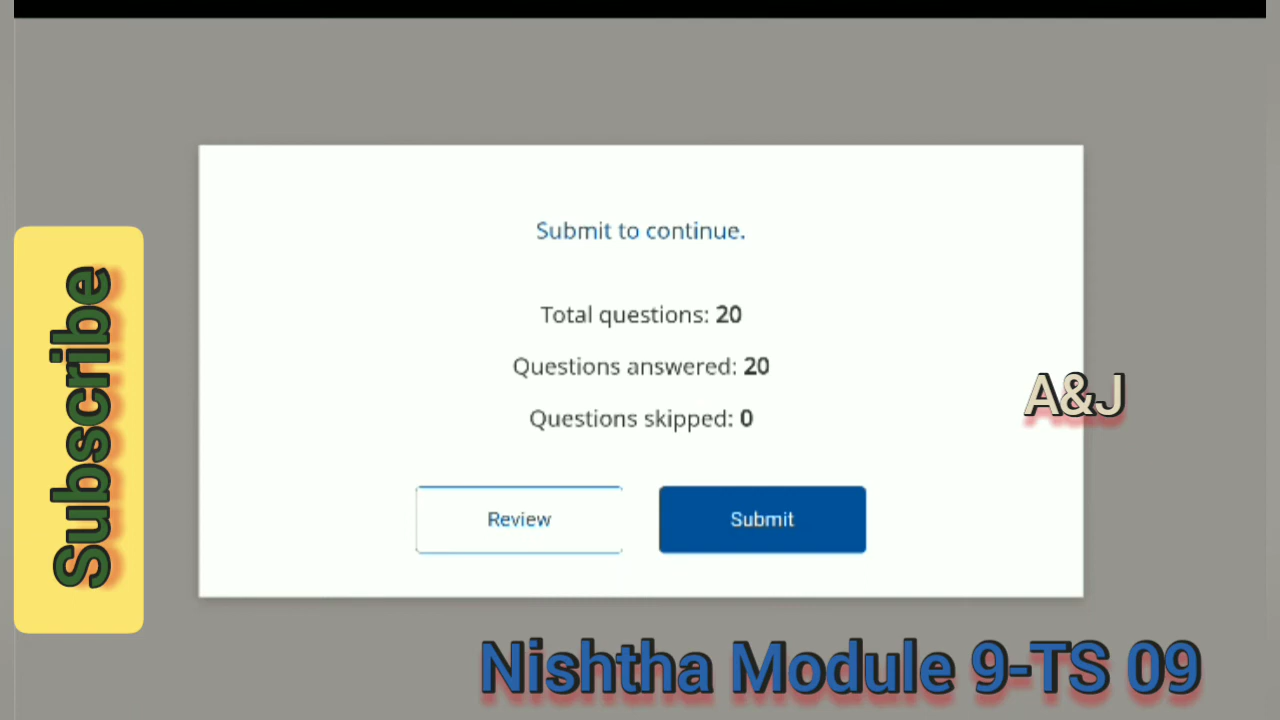 Submit to continue.
Total questions: 20
Questions answered: 20
Questions skipped: 0
Review
Submit
Subscribe
A&J
Nishtha Module 9-TS 09